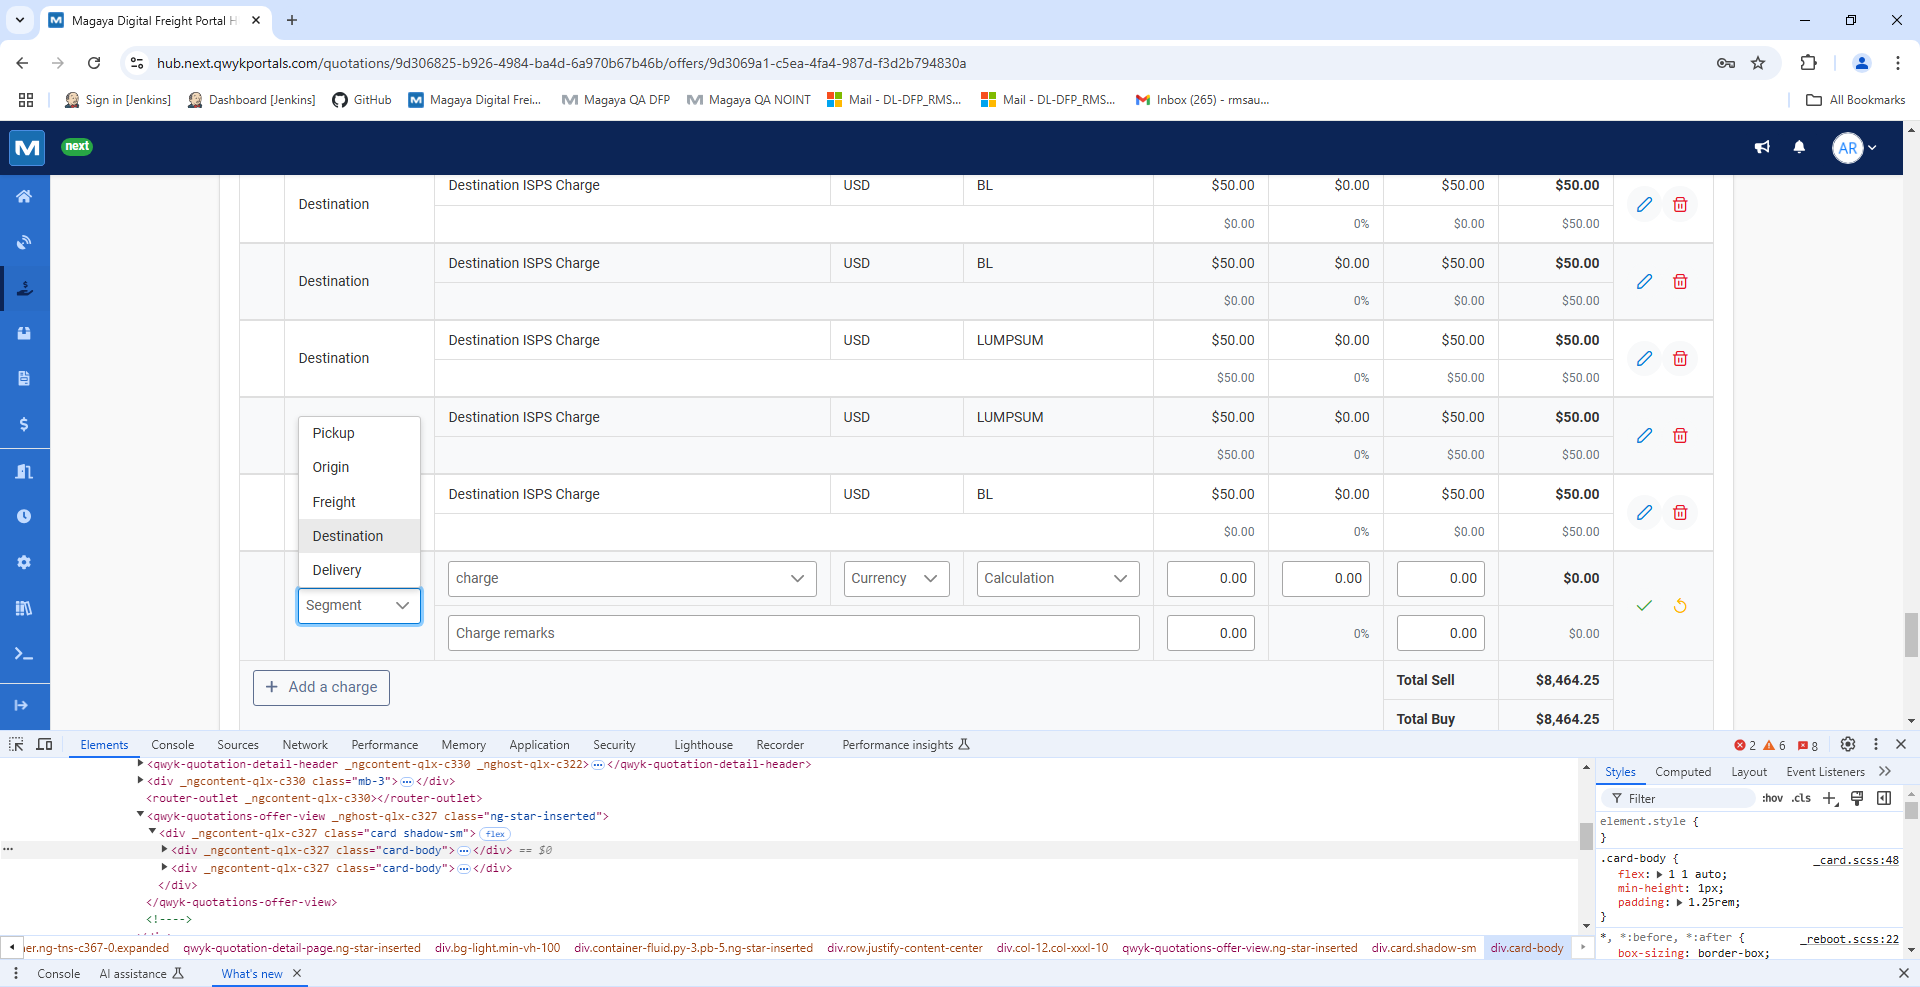 Magaya Digital Freight Portal H
hub.next.qwykportals.com/quotations/9d306825-b926-4984-ba4d-6a970b67b46b/offers/9d3069a1-c5ea-4fa4-987d-f3d2b794830a
Sign in [Jenkins] Dashboard [Jenkins] GitHub Magaya Digital Frei... Magaya QA DFP Magaya QA NOINT Mail - DL-DFP_RMS... Mail - DL-DFP_RMS... Inbox (265) - rmsau... All Bookmarks
next AR
Destination ISPS Charge USD BL $50.00 $0.00 $50.00 $50.00
Destination
$0.00 0% $0.00 $50.00
Destination ISPS Charge USD BL $50.00 $0.00 $50.00 $50.00
Destination
$0.00 0% $0.00 $50.00
Destination ISPS Charge USD LUMPSUM $50.00 $0.00 $50.00 $50.00
Destination
$50.00 0% $50.00 $50.00
Destination ISPS Charge USD LUMPSUM $50.00 $0.00 $50.00 $50.00
Pickup
$50.00 0% $50.00 $50.00
Origin
Destination ISPS Charge USD BL $50.00 $0.00 $50.00 $50.00
Freight
$0.00 0% $0.00 $50.00
Destination
Delivery
charge Currency Calculation 0.00 0.00 0.00 $0.00
Segment
Charge remarks 0.00 0% 0.00 $0.00
Add a charge
Total Sell $8,464.25
Total Buy $8,464.25
Elements Console Sources Network Performance Memory Application Security Lighthouse Recorder Performance insights 2 6 8
<qwyk-quotation-detail-header _ngcontent-qlx-c330 _nghost-qlx-c322>…</qwyk-quotation-detail-header>
<div _ngcontent-qlx-c330 class="mb-3">…</div>
<router-outlet _ngcontent-qlx-c330></router-outlet>
<qwyk-quotations-offer-view _nghost-qlx-c327 class="ng-star-inserted">
<div _ngcontent-qlx-c327 class="card shadow-sm"> flex
<div _ngcontent-qlx-c327 class="card-body">…</div> == $0
<div _ngcontent-qlx-c327 class="card-body">…</div>
</div>
</qwyk-quotations-offer-view>
<!---->
Styles Computed Layout Event Listeners
Filter :hov .cls
element.style {
}
.card-body { _card.scss:48
flex: 1 1 auto;
min-height: 1px;
padding: 1.25rem;
}
*, *:before, *:after { _reboot.scss:22
box-sizing: border-box;
ner.ng-tns-c367-0.expanded qwyk-quotation-detail-page.ng-star-inserted div.bg-light.min-vh-100 div.container-fluid.py-3.pb-5.ng-star-inserted div.row.justify-content-center div.col-12.col-xxxl-10 qwyk-quotations-offer-view.ng-star-inserted div.card.shadow-sm div.card-body
Console AI assistance What's new